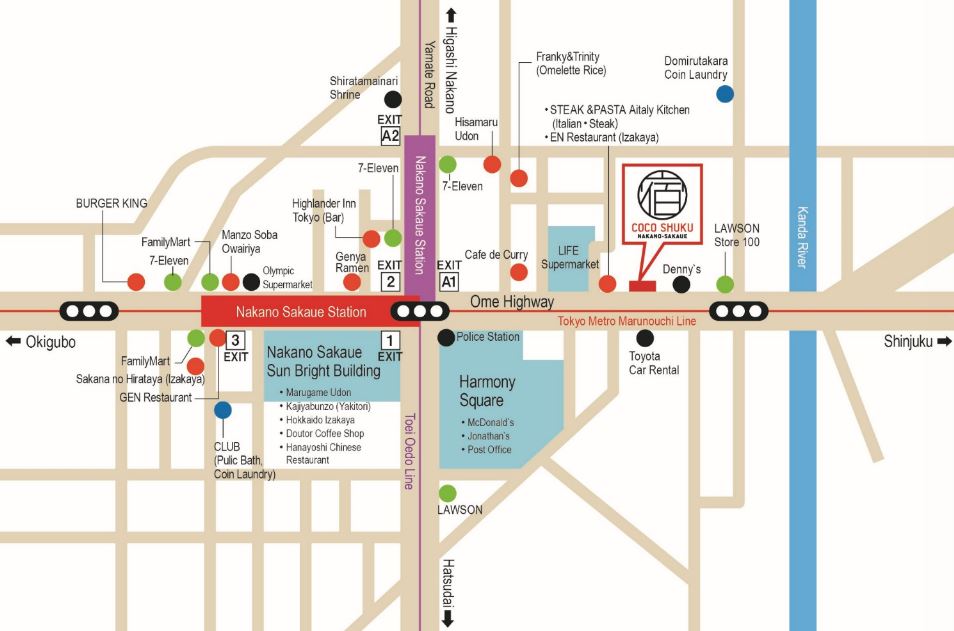 Higashi Nakano
Yamate Road
Franky&Trinity
(Omelette Rice)
Domirutakara
Coin Laundry
Shiratamainari
Shrine
EXIT
A2
Hisamaru
Udon
• STEAK &PASTA Aitaly Kitchen
(Italian・Steak)
• EN Restaurant (Izakaya)
7-Eleven
7-Eleven
Nakano Sakaue Station
宿
COCO SHUKU
NAKANO-SAKAUE
BURGER KING
Highlander Inn
Tokyo (Bar)
FamilyMart
7-Eleven
Manzo Soba
Owairiya
Olympic
Supermarket
Genya
Ramen
EXIT
2
EXIT
A1
Cafe de Curry
LIFE
Supermarket
Denny`s
LAWSON
Store 100
Kanda River
Nakano Sakaue Station
Ome Highway
Tokyo Metro Marunouchi Line
Okigubo
Shinjuku
FamilyMart
Sakana no Hirataya (Izakaya)
GEN Restaurant
3
EXIT
1
EXIT
Nakano Sakaue
Sun Bright Building
• Marugame Udon
• Kajiyabunzo (Yakitori)
• Hokkaido Izakaya
• Doutor Coffee Shop
• Hanayoshi Chinese
Restaurant
Police Station
Harmony
Square
• McDonald`s
• Jonathan`s
• Post Office
Toyota
Car Rental
CLUB
(Pulic Bath,
Coin Laundry)
Toei Oedo Line
LAWSON
Hatsudai